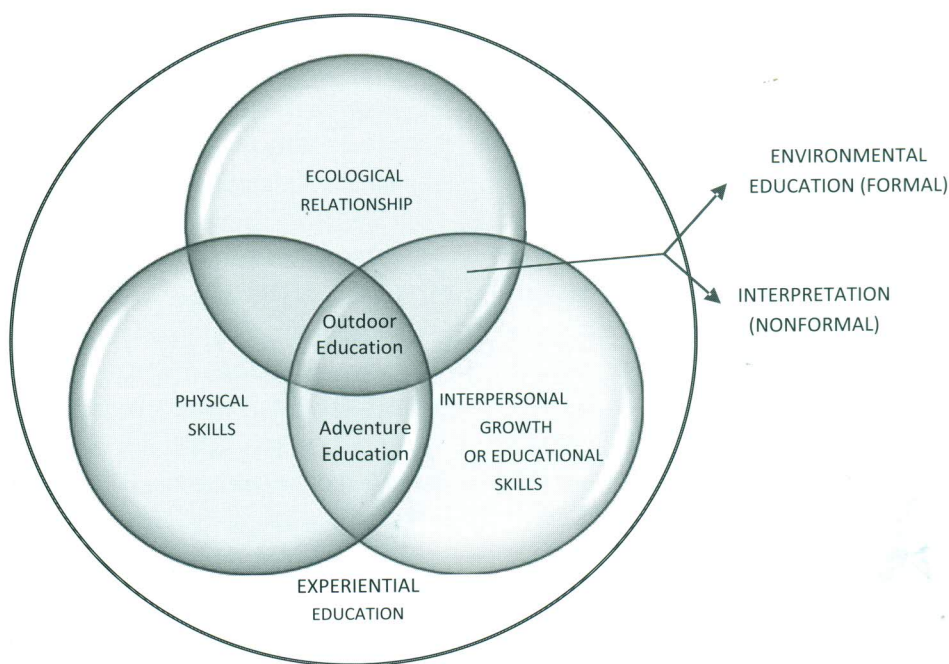 ECOLOGICAL
RELATIONSHIP
ENVIRONMENTAL
EDUCATION (FORMAL)
INTERPRETATION
(NONFORMAL)
Outdoor
Education
PHYSICAL
SKILLS
Adventure
Education
INTERPERSONAL
GROWTH
OR EDUCATIONAL
SKILLS
EXPERIENTIAL
EDUCATION